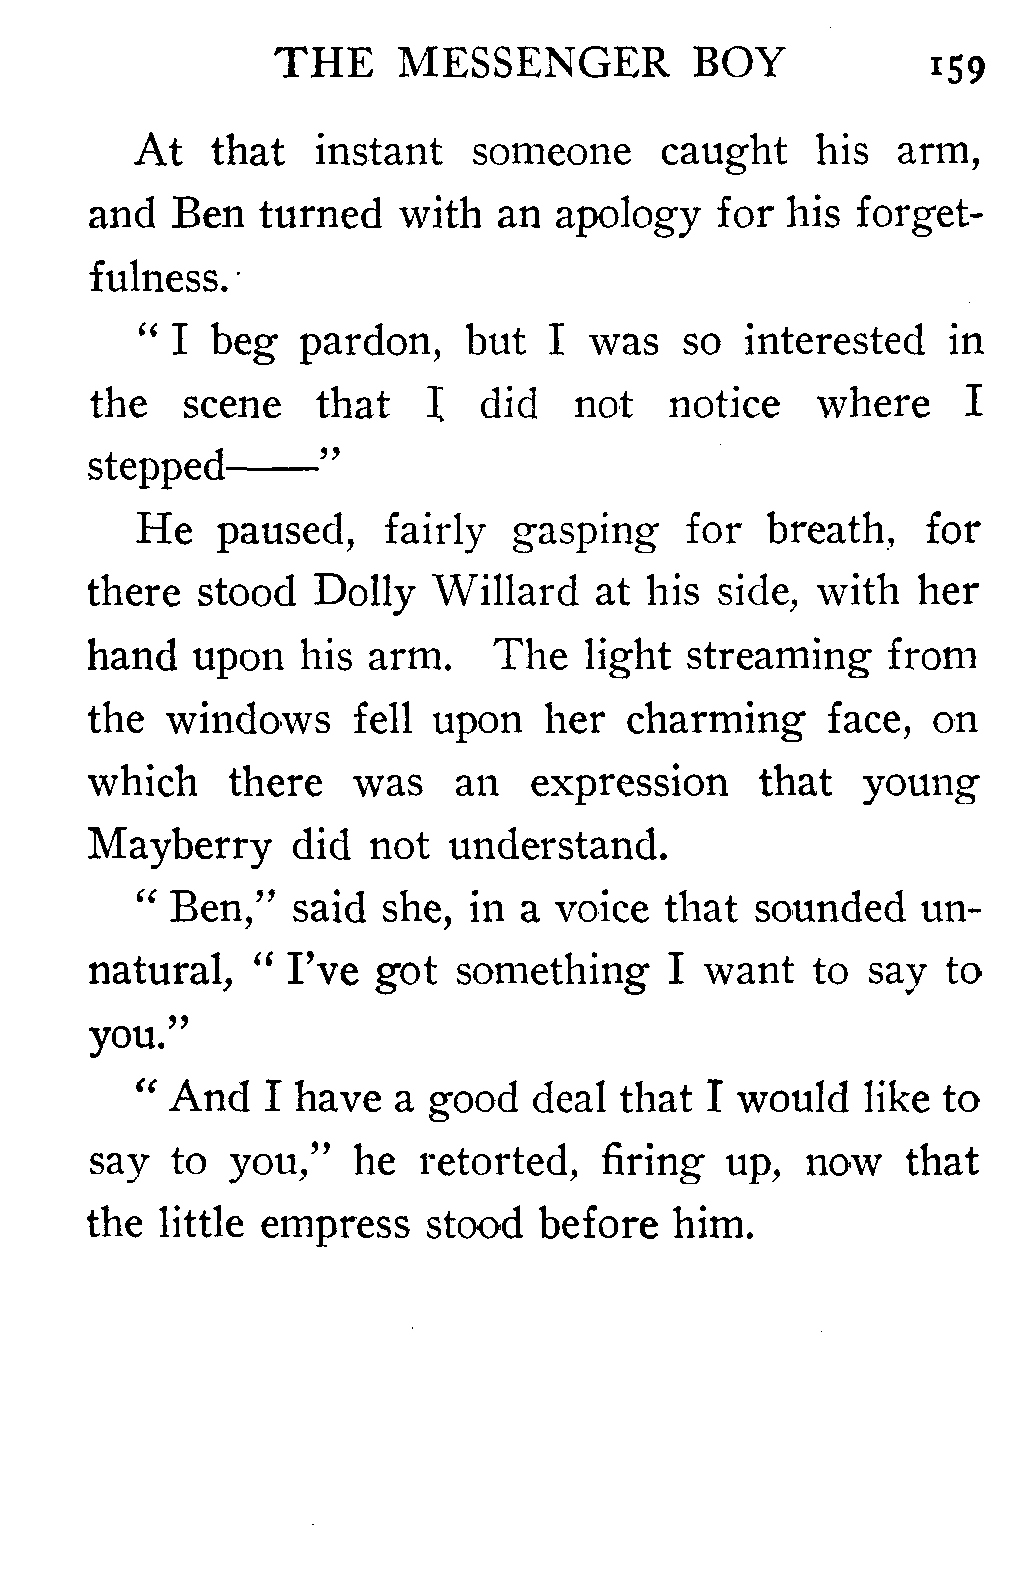 THE MESSENGER BOY 159
At that instant someone caught his arm,
and Ben turned with an apology for his forget-
fulness.
" I beg pardon, but I was so interested in
the scene that I did not notice where I
stepped——"
He paused, fairly gasping for breath, for
there stood Dolly Willard at his side, with her
hand upon his arm. The light streaming from
the windows fell upon her charming face, on
which there was an expression that young
Mayberry did not understand.
" Ben," said she, in a voice that sounded un-
natural, " I've got something I want to say to
you."
" And I have a good deal that I would like to
say to you," he retorted, firing up, now that
the little empress stood before him.